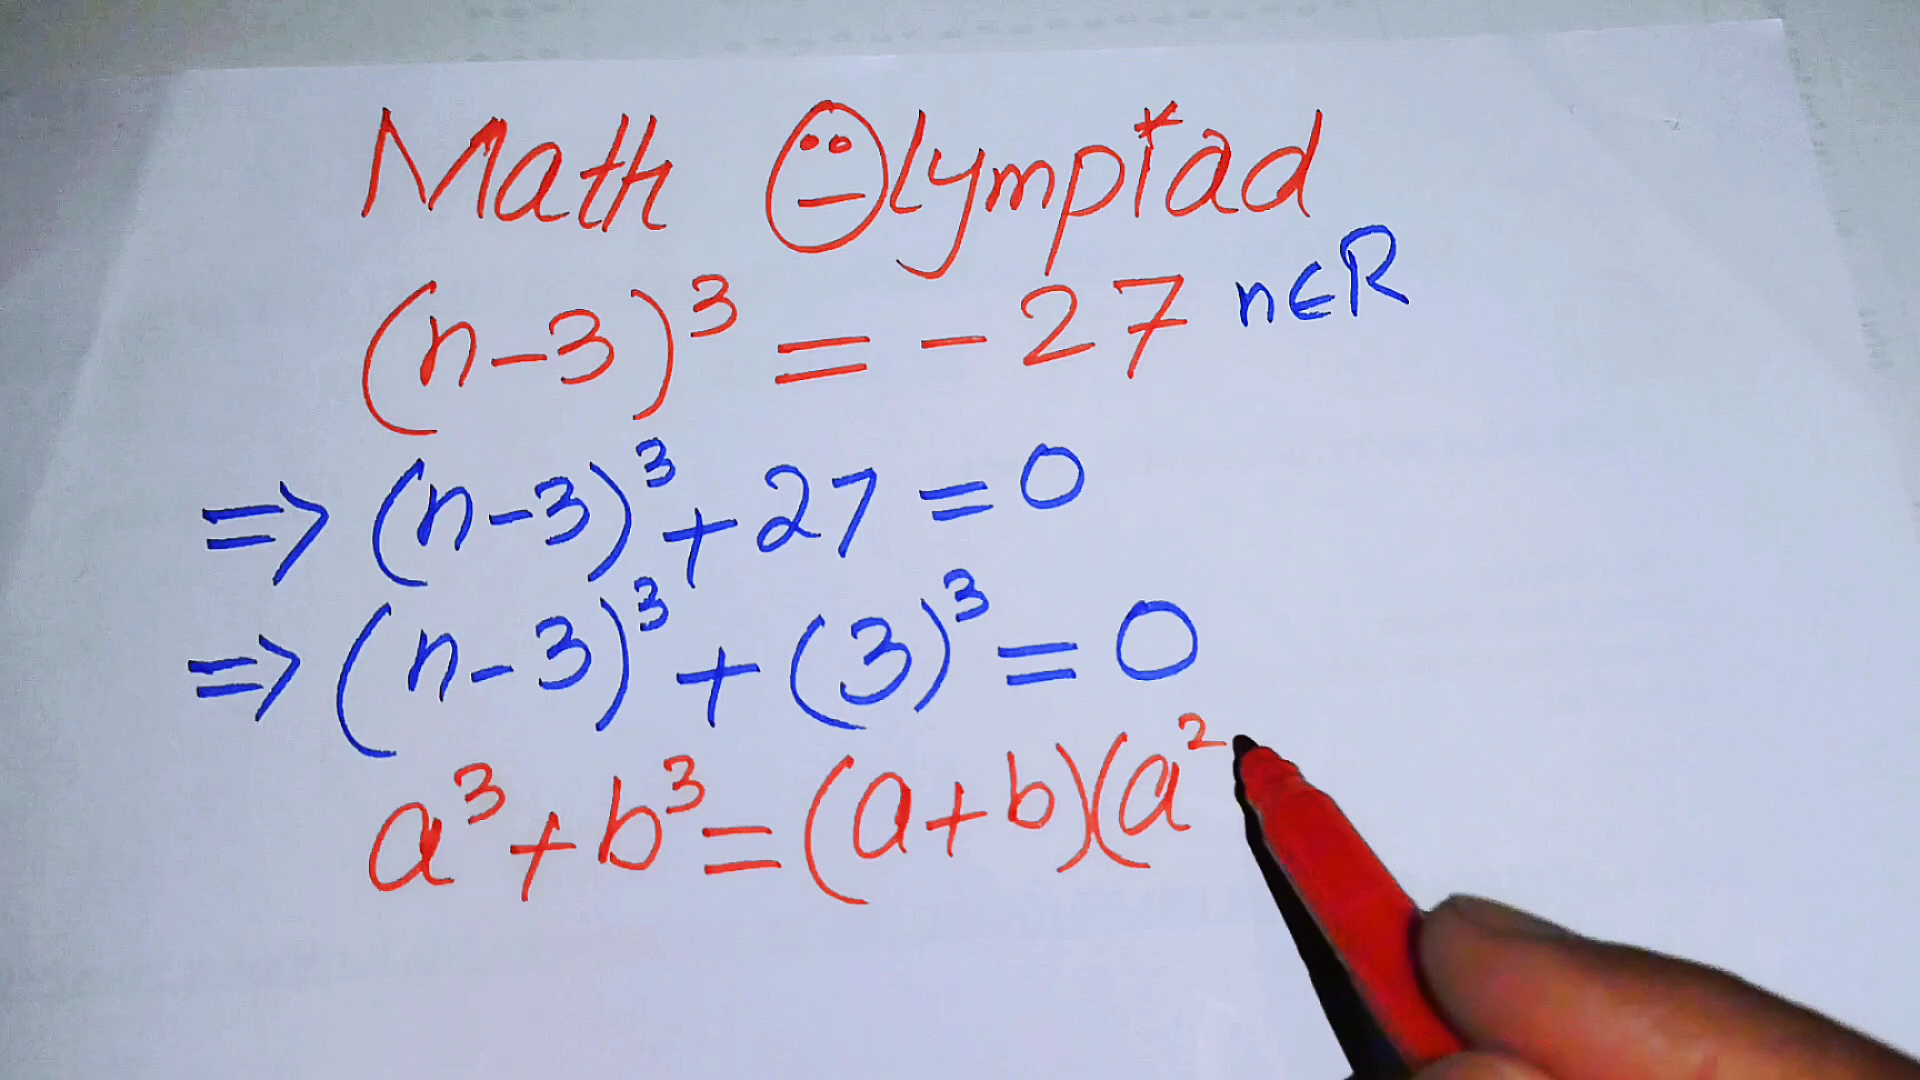 Math Olympiad
(n-3)³ = -27 n∈R
=> (n-3)³ + 27 = 0
=> (n-3)³ + (3)³ = 0
a³ + b³ = (a+b)(a²